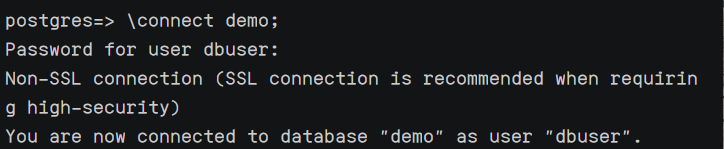 postgres=> \connect demo;
Password for user dbuser:
Non-SSL connection (SSL connection is recommended when requirin
g high-security)
You are now connected to database "demo" as user "dbuser".